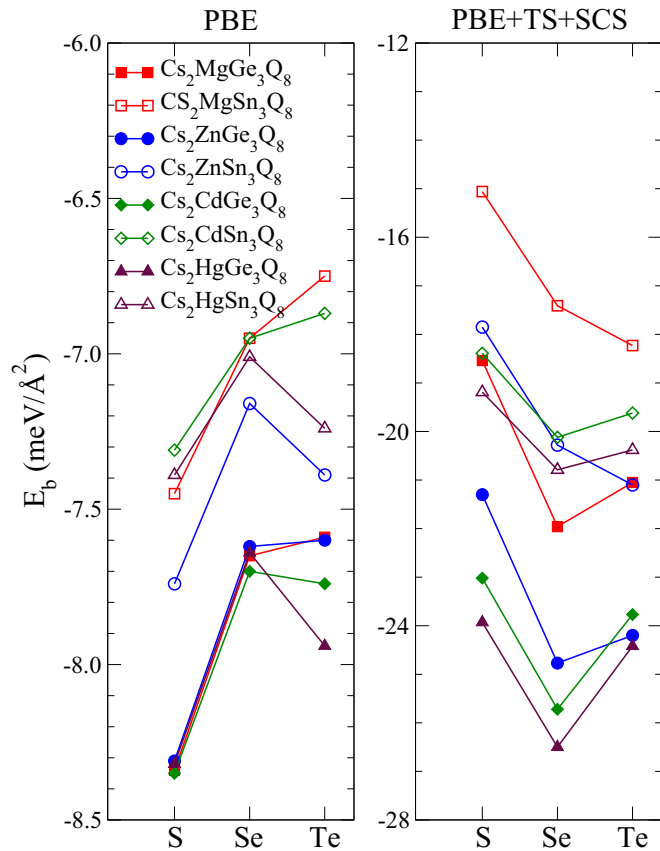 PBE
PBE+TS+SCS
-6.0
-6.5
-7.0
-7.5
-8.0
-8.5
E_b (meV/Å²)
Cs₂MgGe₃Q₈
CS₂MgSn₃Q₈
Cs₂ZnGe₃Q₈
Cs₂ZnSn₃Q₈
Cs₂CdGe₃Q₈
Cs₂CdSn₃Q₈
Cs₂HgGe₃Q₈
Cs₂HgSn₃Q₈
S Se Te
-12
-16
-20
-24
-28
S Se Te